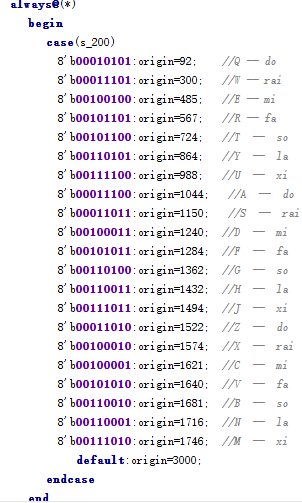 always@(*)
begin
case(s_200)
8'b00010101:origin=92; //Q — do
8'b00011101:origin=300; //W — rai
8'b00100100:origin=485; //E — mi
8'b00101101:origin=567; //R — fa
8'b00101100:origin=724; //T — so
8'b00110101:origin=864; //Y — la
8'b00111100:origin=988; //U — xi
8'b00011100:origin=1044; //A — do
8'b00011011:origin=1150; //S — rai
8'b00100011:origin=1240; //D — mi
8'b00101011:origin=1284; //F — fa
8'b00110100:origin=1362; //G — so
8'b00110011:origin=1432; //H — la
8'b00111011:origin=1494; //J — xi
8'b00011010:origin=1522; //Z — do
8'b00100010:origin=1574; //X — rai
8'b00100001:origin=1621; //C — mi
8'b00101010:origin=1640; //V — fa
8'b00110010:origin=1681; //B — so
8'b00110001:origin=1716; //N — la
8'b00111010:origin=1746; //M — xi
default:origin=3000;
endcase
end